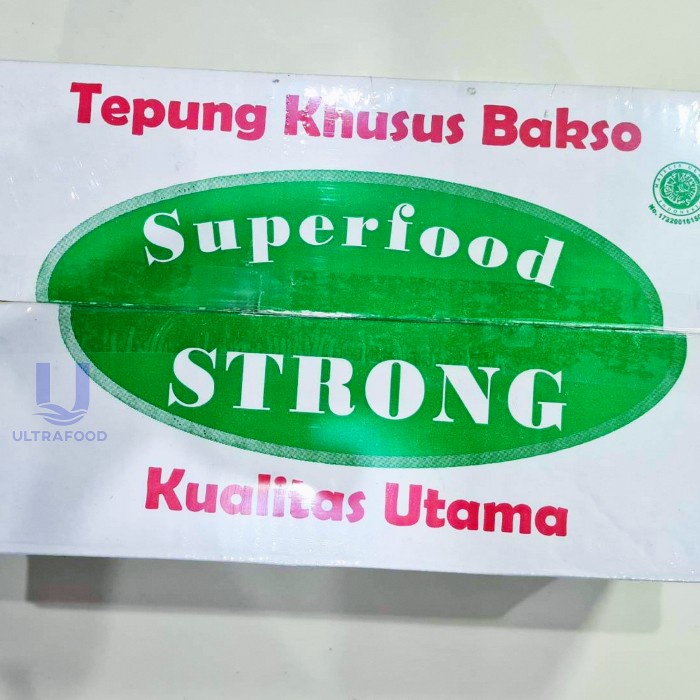 Tepung Khusus Bakso
Superfood
STRONG
ULTRAFOOD
Kualitas Utama